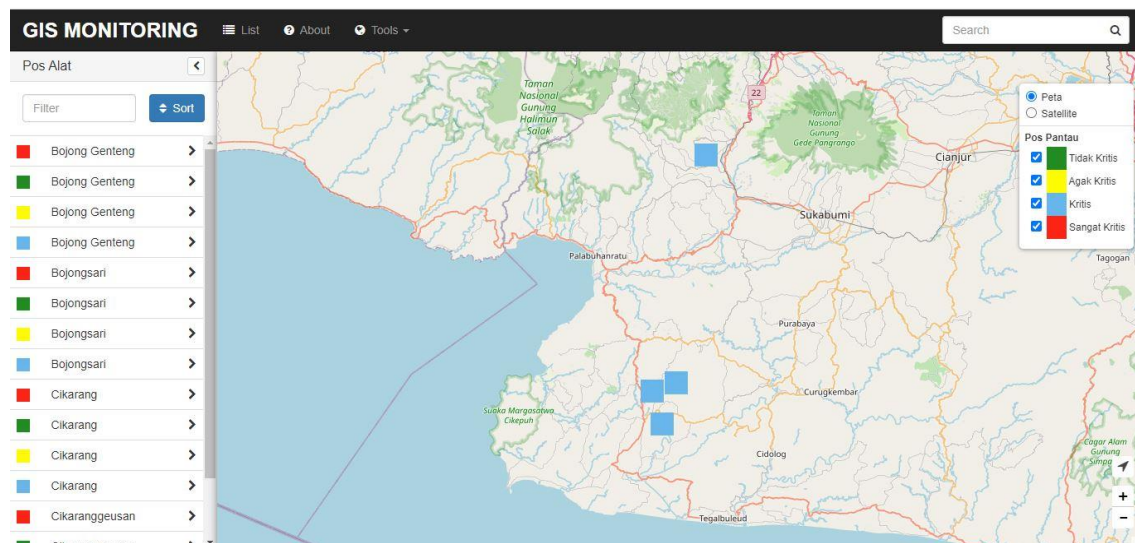 GIS MONITORING
List
About
Tools
Search
Pos Alat
Filter
Sort
Bojong Genteng
Bojong Genteng
Bojong Genteng
Bojong Genteng
Bojongsari
Bojongsari
Bojongsari
Bojongsari
Cikarang
Cikarang
Cikarang
Cikarang
Cikaranggeusan
Taman
Nasional
Gunung
Halimun
Salak
22
Taman
Nasional
Gunung
Gede Pangrango
Cianjur
Sukabumi
Palabuhanratu
Tagogan
Purabaya
Curugkembar
Suaka Margasatwa
Cikepuh
Cidolog
Cagar Alam
Gunung
Simpa
Tegalbuleud
Peta
Satellite
Pos Pantau
Tidak Kritis
Agak Kritis
Kritis
Sangat Kritis
+
−